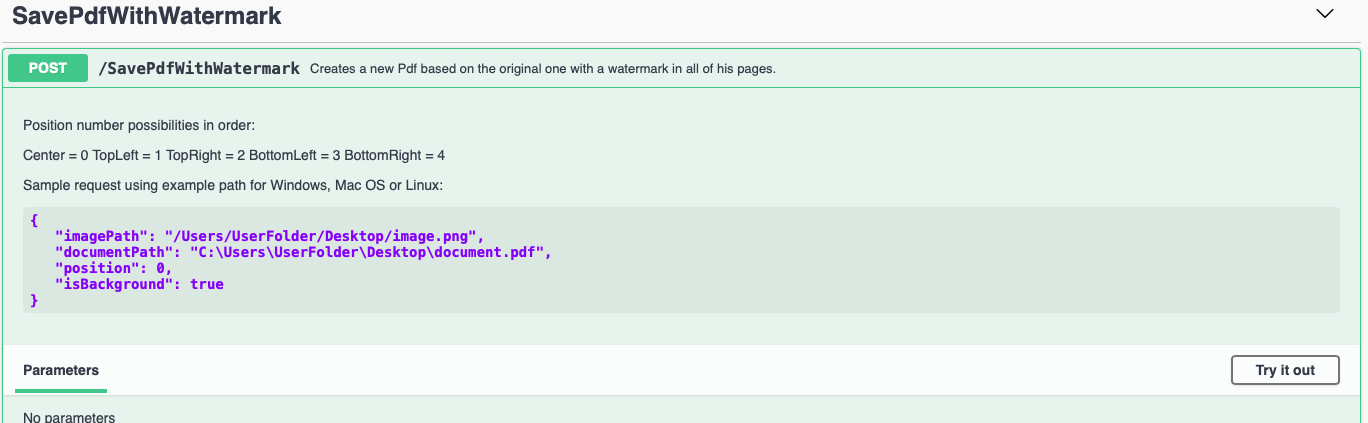 SavePdfWithWatermark
POST /SavePdfWithWatermark Creates a new Pdf based on the original one with a watermark in all of his pages.
Position number possibilities in order:
Center = 0 TopLeft = 1 TopRight = 2 BottomLeft = 3 BottomRight = 4
Sample request using example path for Windows, Mac OS or Linux:
{
"imagePath": "/Users/UserFolder/Desktop/image.png",
"documentPath": "C:\Users\UserFolder\Desktop\document.pdf",
"position": 0,
"isBackground": true
}
Parameters Try it out
No parameters